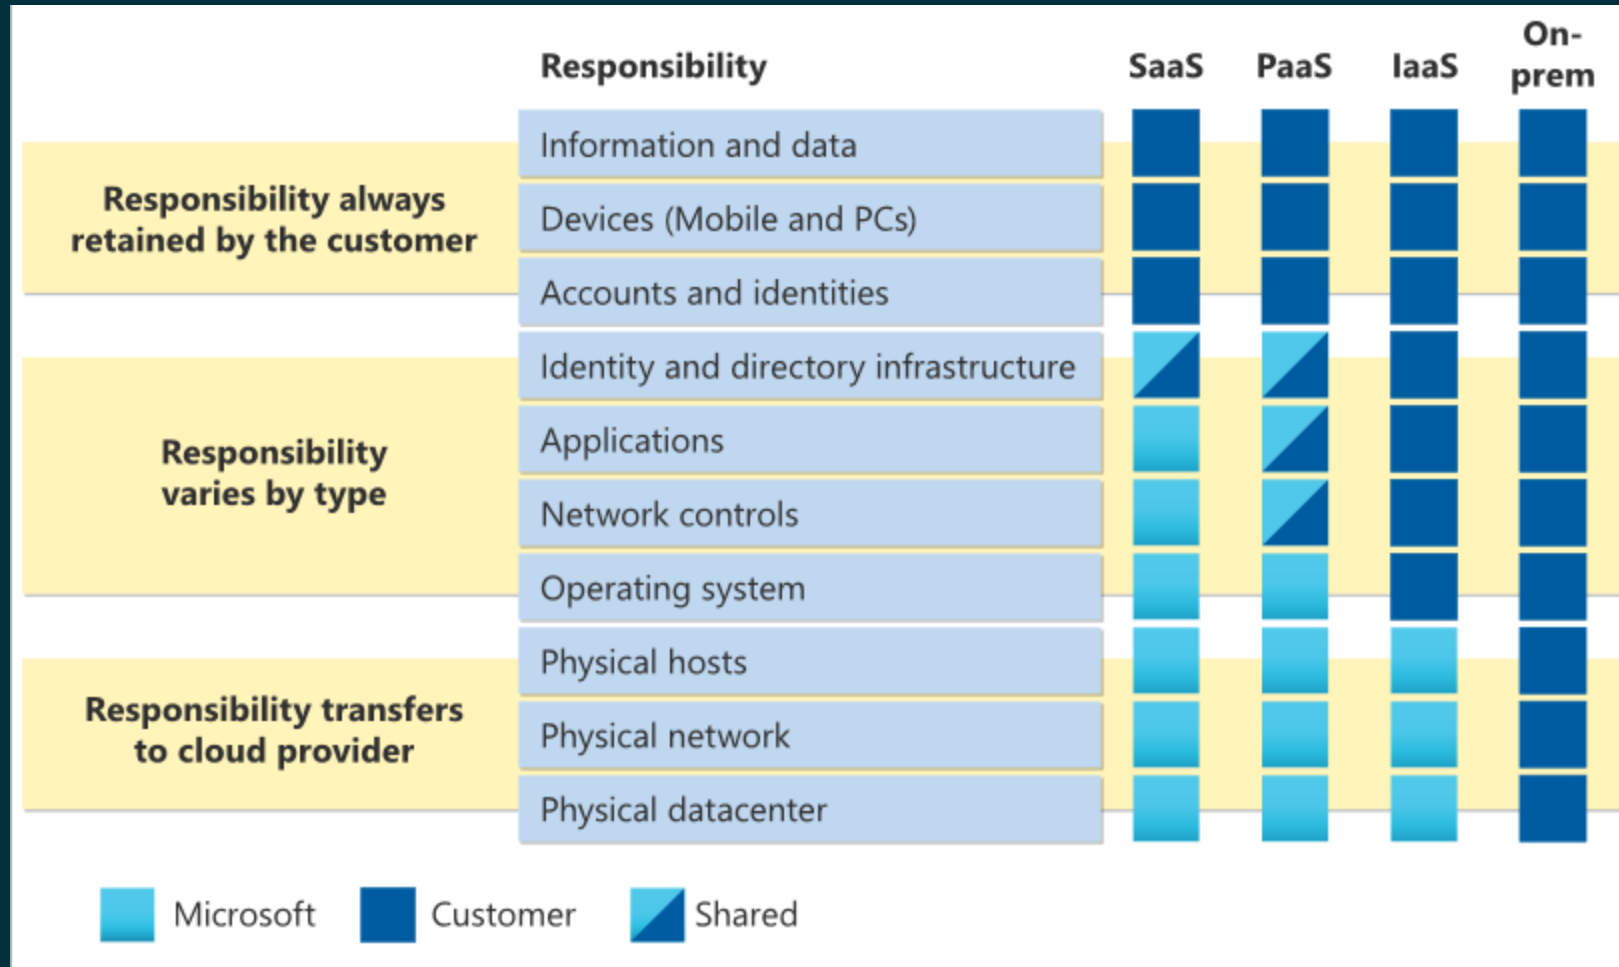 Responsibility SaaS PaaS IaaS On-
prem
Information and data
Devices (Mobile and PCs)
Accounts and identities
Identity and directory infrastructure
Applications
Network controls
Operating system
Physical hosts
Physical network
Physical datacenter
Responsibility always
retained by the customer
Responsibility
varies by type
Responsibility transfers
to cloud provider
Microsoft Customer Shared